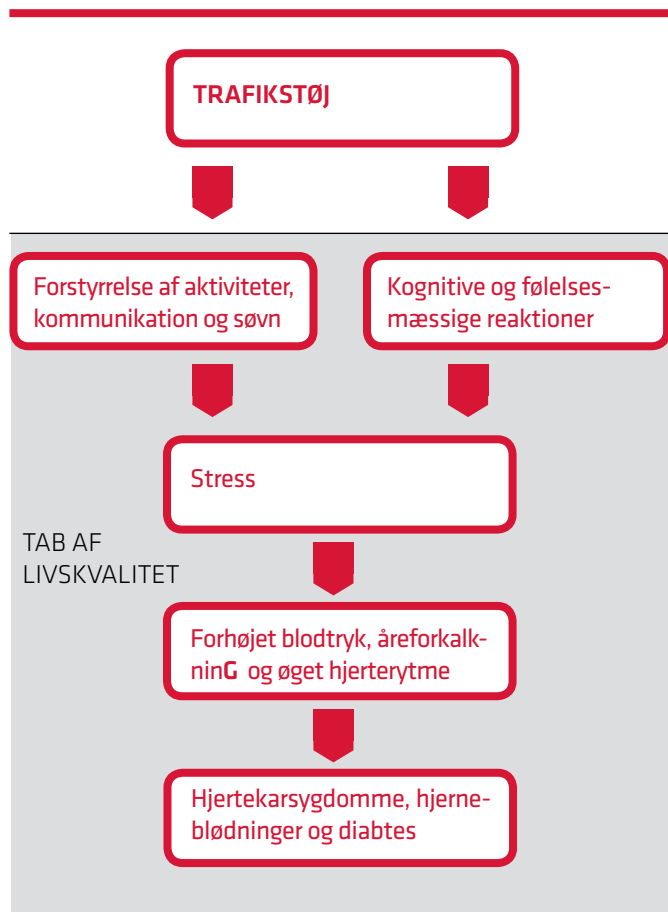 TRAFIKSTØJ
Forstyrrelse af aktiviteter,
kommunikation og søvn
Kognitive og følelses-
mæssige reaktioner
Stress
TAB AF
LIVSKVALITET
Forhøjet blodtryk, åreforkalk-
ninG og øget hjerterytme
Hjertekarsygdomme, hjerne-
blødninger og diabtes